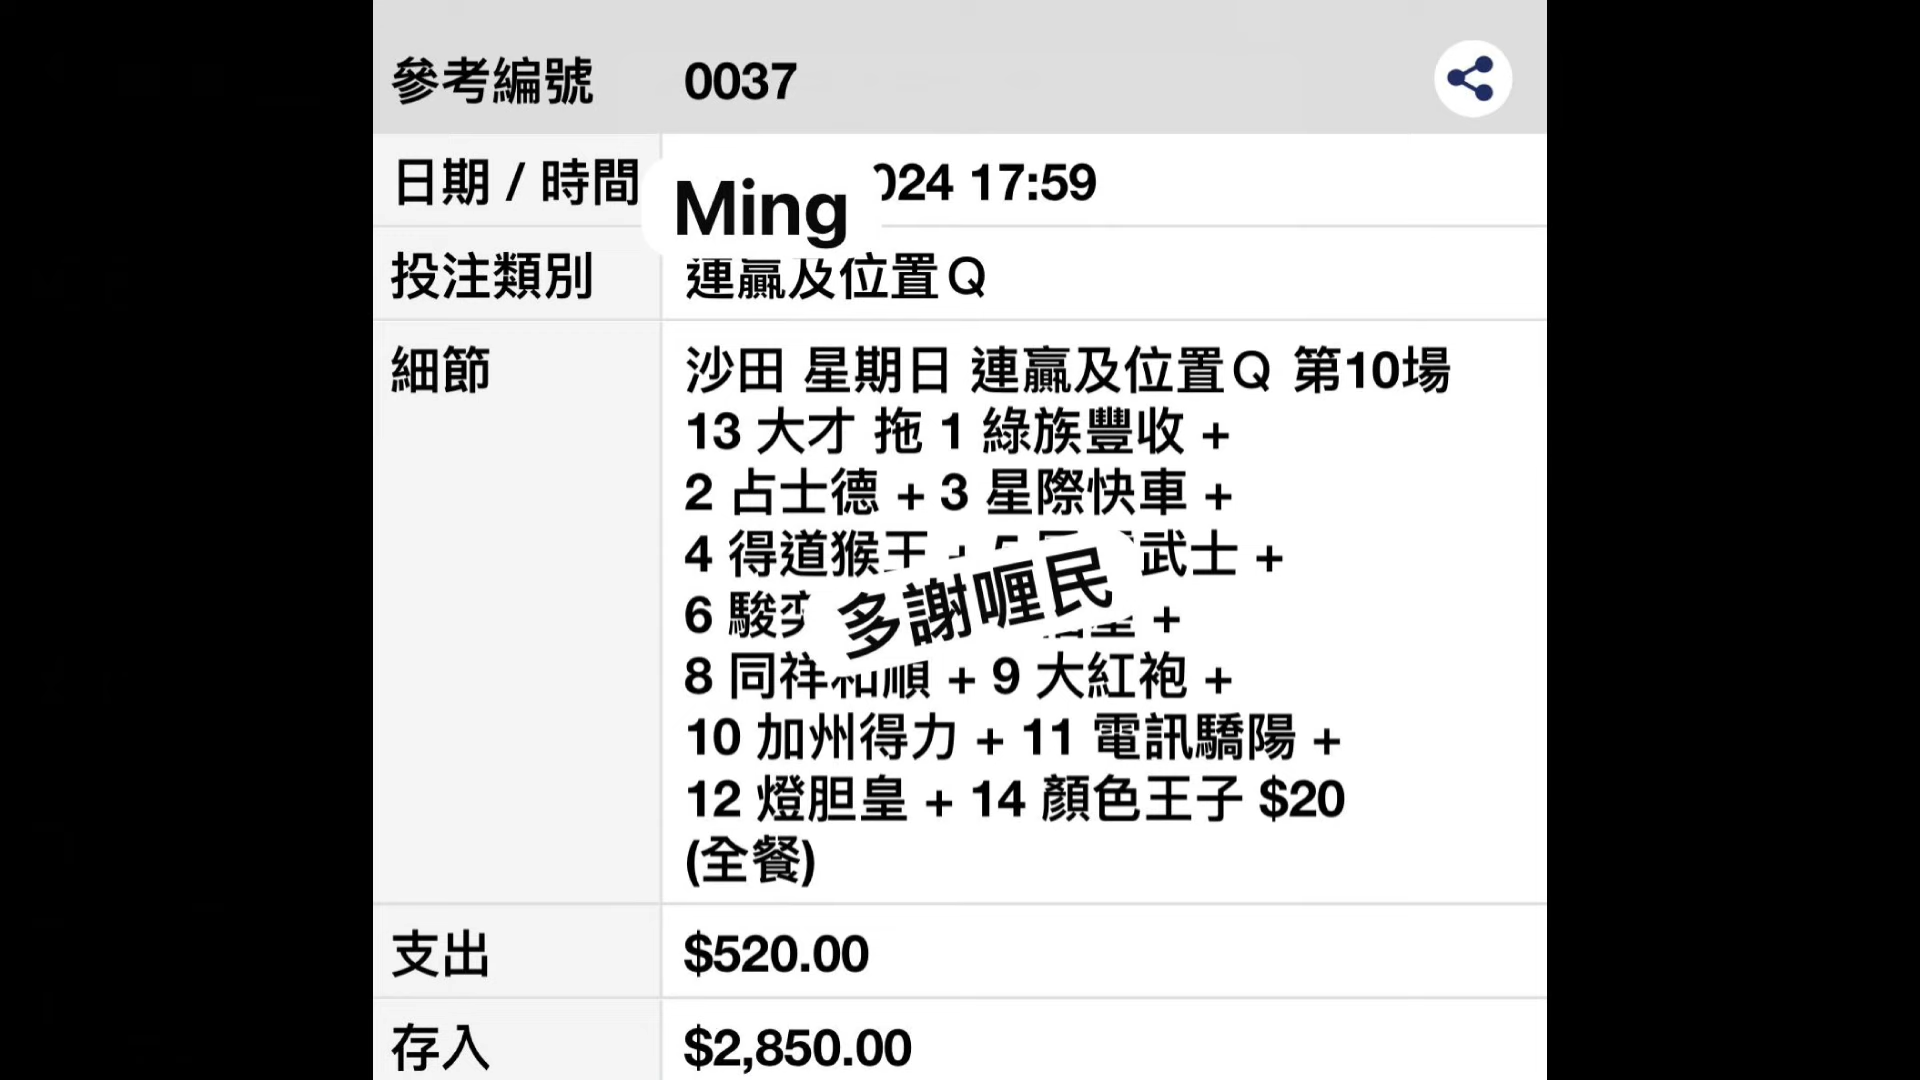 參考編號 0037
日期 / 時間 024 17:59
Ming
投注類別 連贏及位置Q
細節 沙田 星期日 連贏及位置Q 第10場
13 大才 拖 1 綠族豐收 +
2 占士德 + 3 星際快車 +
4 得道猴王 + 5 武士 +
6 駿 +
多謝喱民
8 同祥和順 + 9 大紅袍 +
10 加州得力 + 11 電訊驕陽 +
12 燈胆皇 + 14 顏色王子 $20
(全餐)
支出 $520.00
存入 $2,850.00